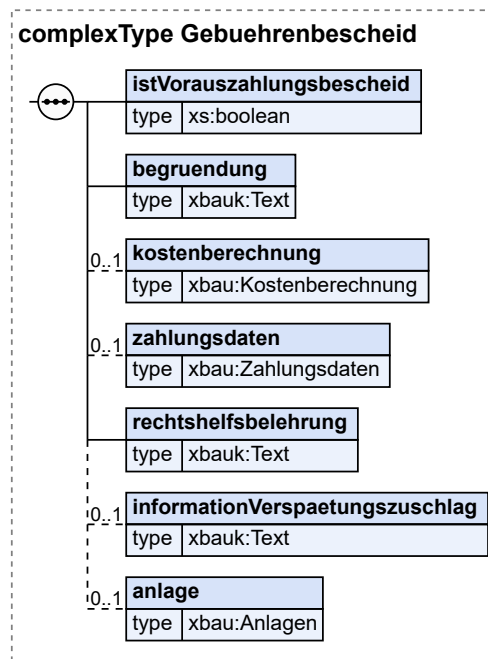 complexType Gebuehrenbescheid
istVorauszahlungsbescheid
type xs:boolean
begruendung
type xbauk:Text
0..1
kostenberechnung
type xbau:Kostenberechnung
0..1
zahlungsdaten
type xbau:Zahlungsdaten
rechtshelfsbelehrung
type xbauk:Text
0..1
informationVerspaetungszuschlag
type xbauk:Text
0..1
anlage
type xbau:Anlagen